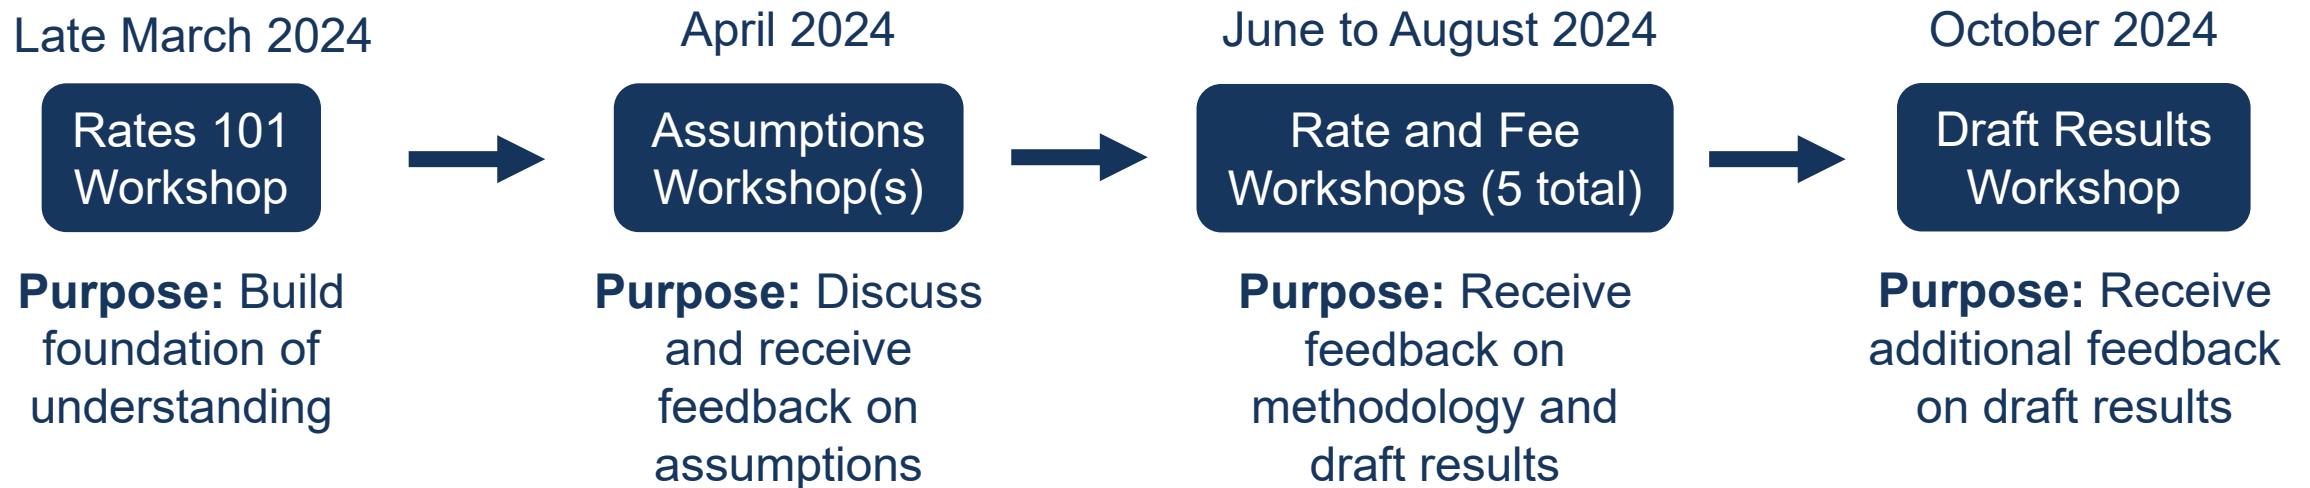 Late March 2024
Rates 101
Workshop
Purpose: Build
foundation of
understanding
April 2024
Assumptions
Workshop(s)
Purpose: Discuss
and receive
feedback on
assumptions
June to August 2024
Rate and Fee
Workshops (5 total)
Purpose: Receive
feedback on
methodology and
draft results
October 2024
Draft Results
Workshop
Purpose: Receive
additional feedback
on draft results